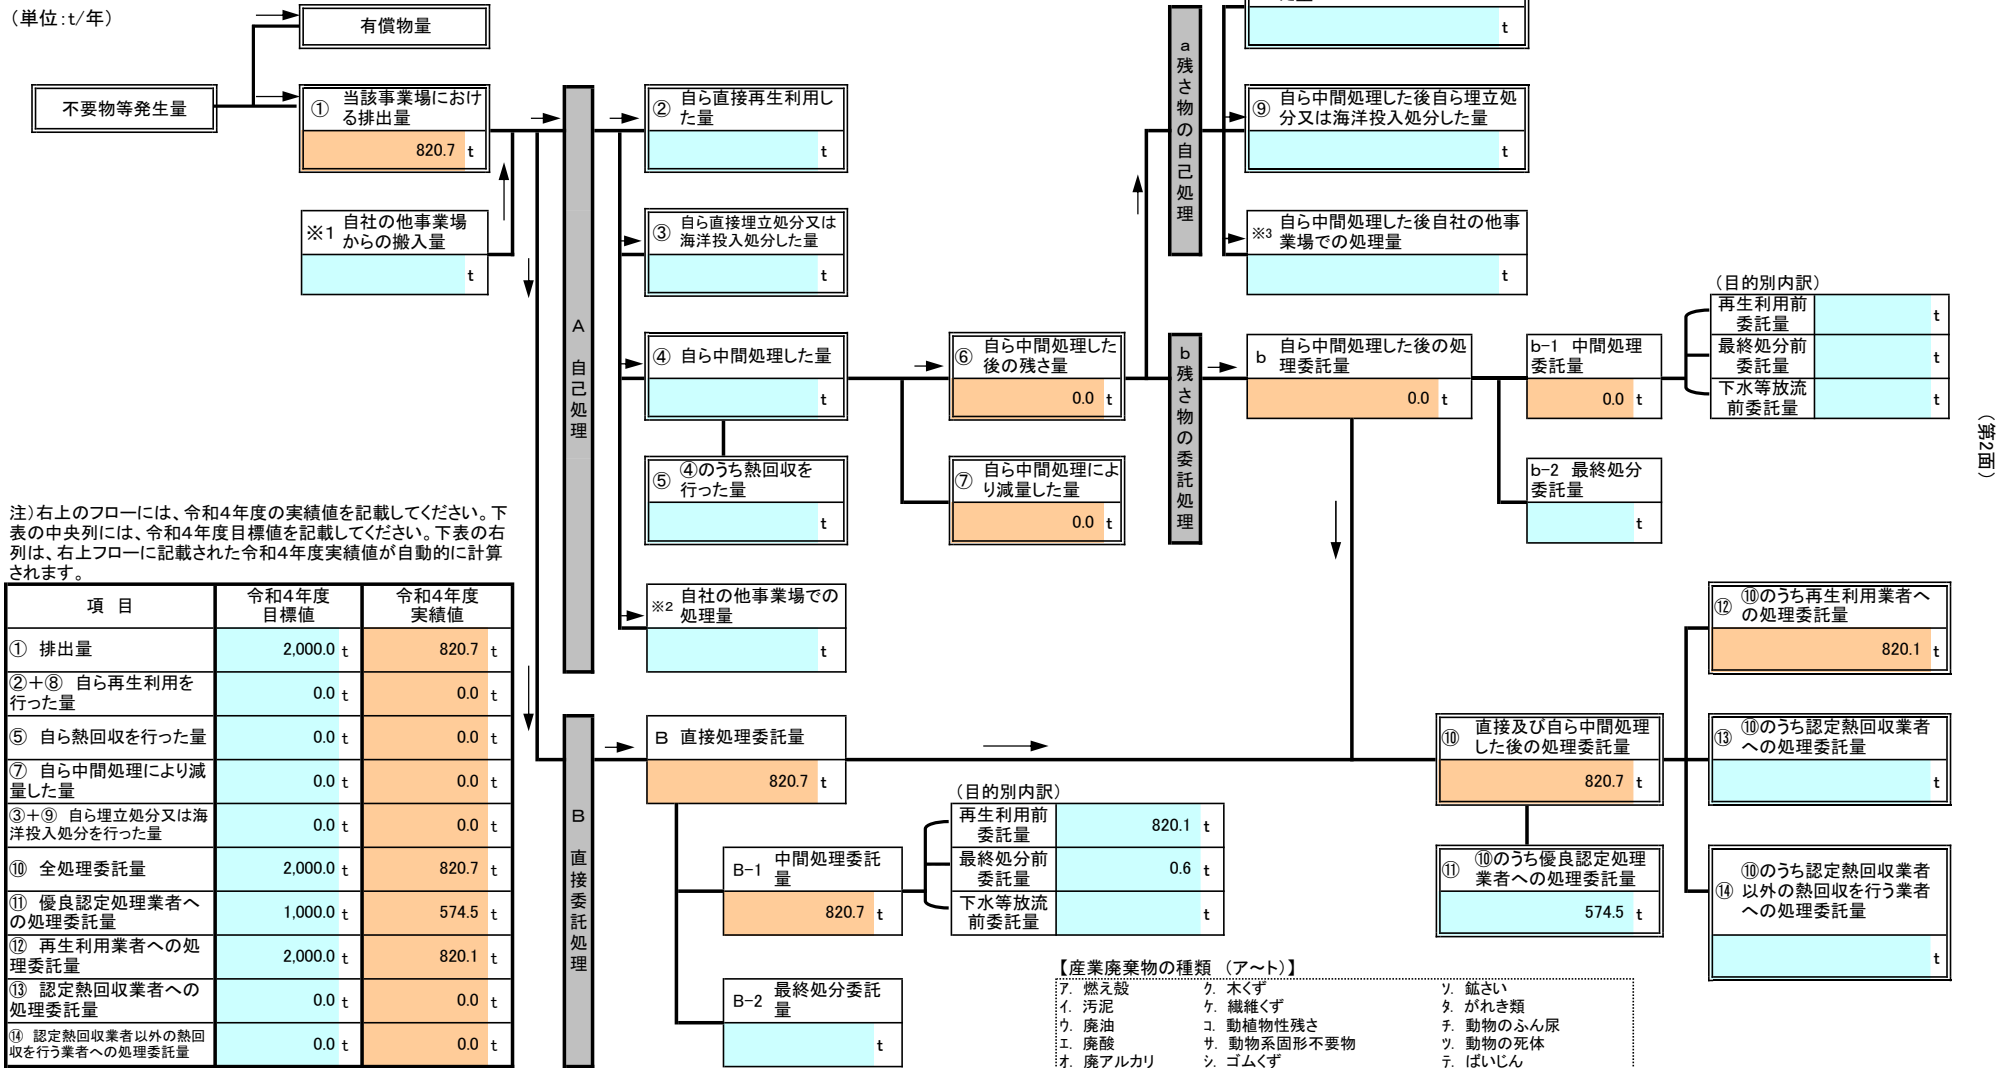 (単位:t/年)
有償物量
不要物等発生量
① 当該事業場におけ
る排出量
820.7 t
※1 自社の他事業場
からの搬入量
t
A 自己処理
② 自ら直接再生利用し
た量
t
③ 自ら直接埋立処分又は
海洋投入処分した量
t
④ 自ら中間処理した量
t
⑤ ④のうち熱回収を
行った量
t
※2 自社の他事業場での
処理量
t
⑥ 自ら中間処理した
後の残さ量
0.0 t
⑦ 自ら中間処理によ
り減量した量
0.0 t
a 残さ物の自己処理
t
⑨ 自ら中間処理した後自ら埋立処
分又は海洋投入処分した量
t
※3 自ら中間処理した後自社の他事
業場での処理量
t
b 残さ物の委託処理
b 自ら中間処理した後の処
理委託量
0.0 t
b-1 中間処理
委託量
0.0 t
(目的別内訳)
再生利用前
委託量 t
最終処分前
委託量 t
下水等放流
前委託量 t
b-2 最終処分
委託量
t
(第2面)
注)右上のフローには、令和4年度の実績値を記載してください。下
表の中央列には、令和4年度目標値を記載してください。下表の右
列は、右上フローに記載された令和4年度実績値が自動的に計算
されます。
項 目 令和4年度 令和4年度
目標値 実績値
① 排出量 2,000.0 t 820.7 t
②+⑧ 自ら再生利用を
行った量 0.0 t 0.0 t
⑤ 自ら熱回収を行った量 0.0 t 0.0 t
⑦ 自ら中間処理により減
量した量 0.0 t 0.0 t
③+⑨ 自ら埋立処分又は海
洋投入処分を行った量 0.0 t 0.0 t
⑩ 全処理委託量 2,000.0 t 820.7 t
⑪ 優良認定処理業者へ
の処理委託量 1,000.0 t 574.5 t
⑫ 再生利用業者への処
理委託量 2,000.0 t 820.1 t
⑬ 認定熱回収業者への
処理委託量 0.0 t 0.0 t
⑭ 認定熱回収業者以外の熱回
収を行う業者への処理委託量 0.0 t 0.0 t
B 直接委託処理
B 直接処理委託量
820.7 t
B-1 中間処理委託
量
820.7 t
B-2 最終処分委託
量
t
(目的別内訳)
再生利用前
委託量 820.1 t
最終処分前
委託量 0.6 t
下水等放流
前委託量 t
⑩ 直接及び自ら中間処理
した後の処理委託量
820.7 t
⑪ ⑩のうち優良認定処理
業者への処理委託量
574.5 t
⑫ ⑩のうち再生利用業者へ
の処理委託量
820.1 t
⑬ ⑩のうち認定熱回収業者
への処理委託量
t
⑭ ⑩のうち認定熱回収業者
以外の熱回収を行う業者
への処理委託量
t
【産業廃棄物の種類 (ア~ト)】
ア. 燃え殻 ク. 木くず ソ. 鉱さい
イ. 汚泥 ケ. 繊維くず タ. がれき類
ウ. 廃油 コ. 動植物性残さ チ. 動物のふん尿
エ. 廃酸 サ. 動物系固形不要物 ツ. 動物の死体
オ. 廃アルカリ シ. ゴムくず テ. ばいじん